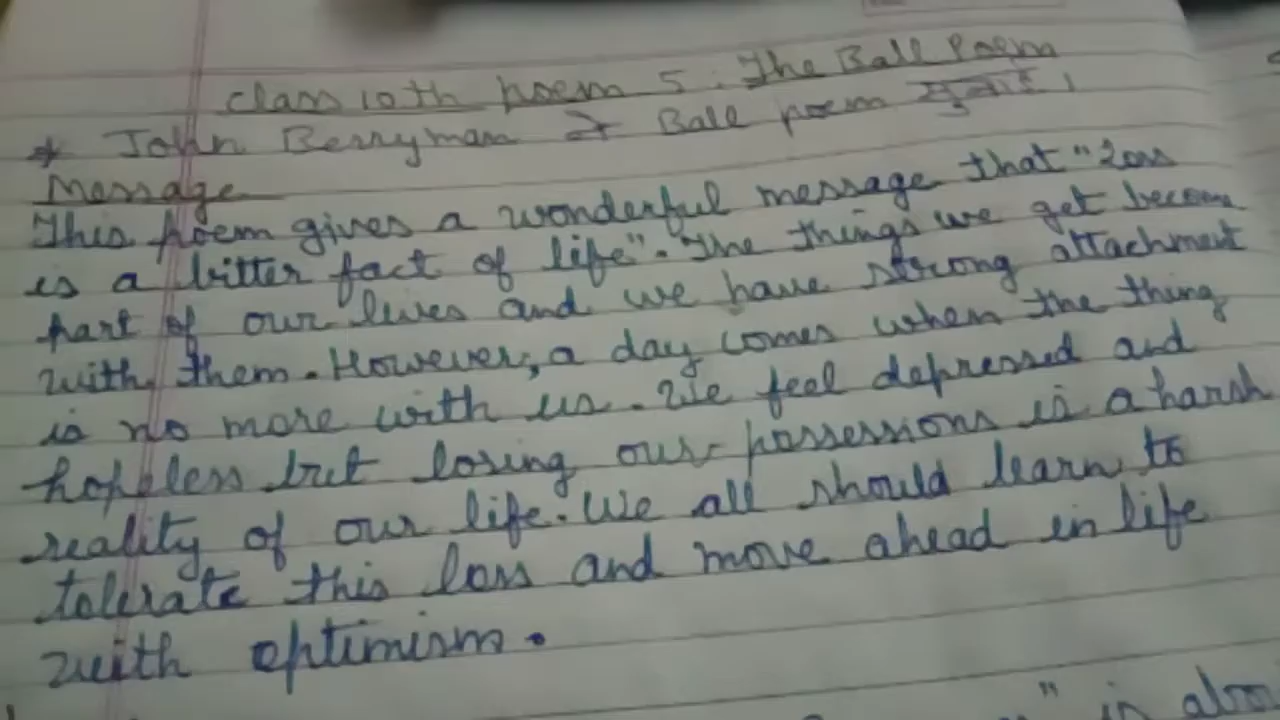 class 10th poem 5. The Ball Poem
* John Berryman ने Ball poem सुनाई।
Message
This poem gives a wonderful message that "Loss
is a bitter fact of life". The things we get become
part of our lives and we have strong attachment
with them. However, a day comes when the thing
is no more with us. We feel depressed and
hopeless but losing our possessions is a harsh
reality of our life. We all should learn to
tolerate this loss and move ahead in life
with optimism.
" is also